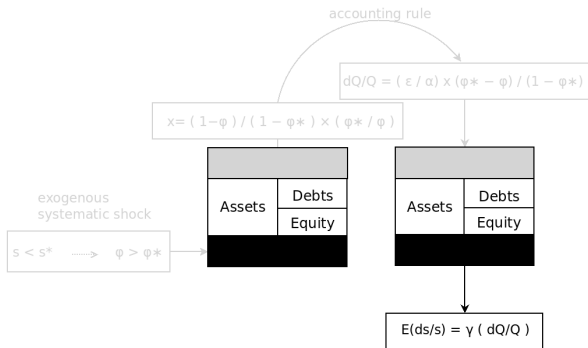 accounting rule
dQ/Q = ( ε / α) x (φ∗ − φ) / (1 − φ∗)
x= ( 1−φ ) / ( 1 − φ∗ ) × ( φ∗ / φ )
Assets
Debts
Equity
Assets
Debts
Equity
exogenous
systematic shock
s < s* φ > φ∗
E(ds/s) = γ ( dQ/Q )